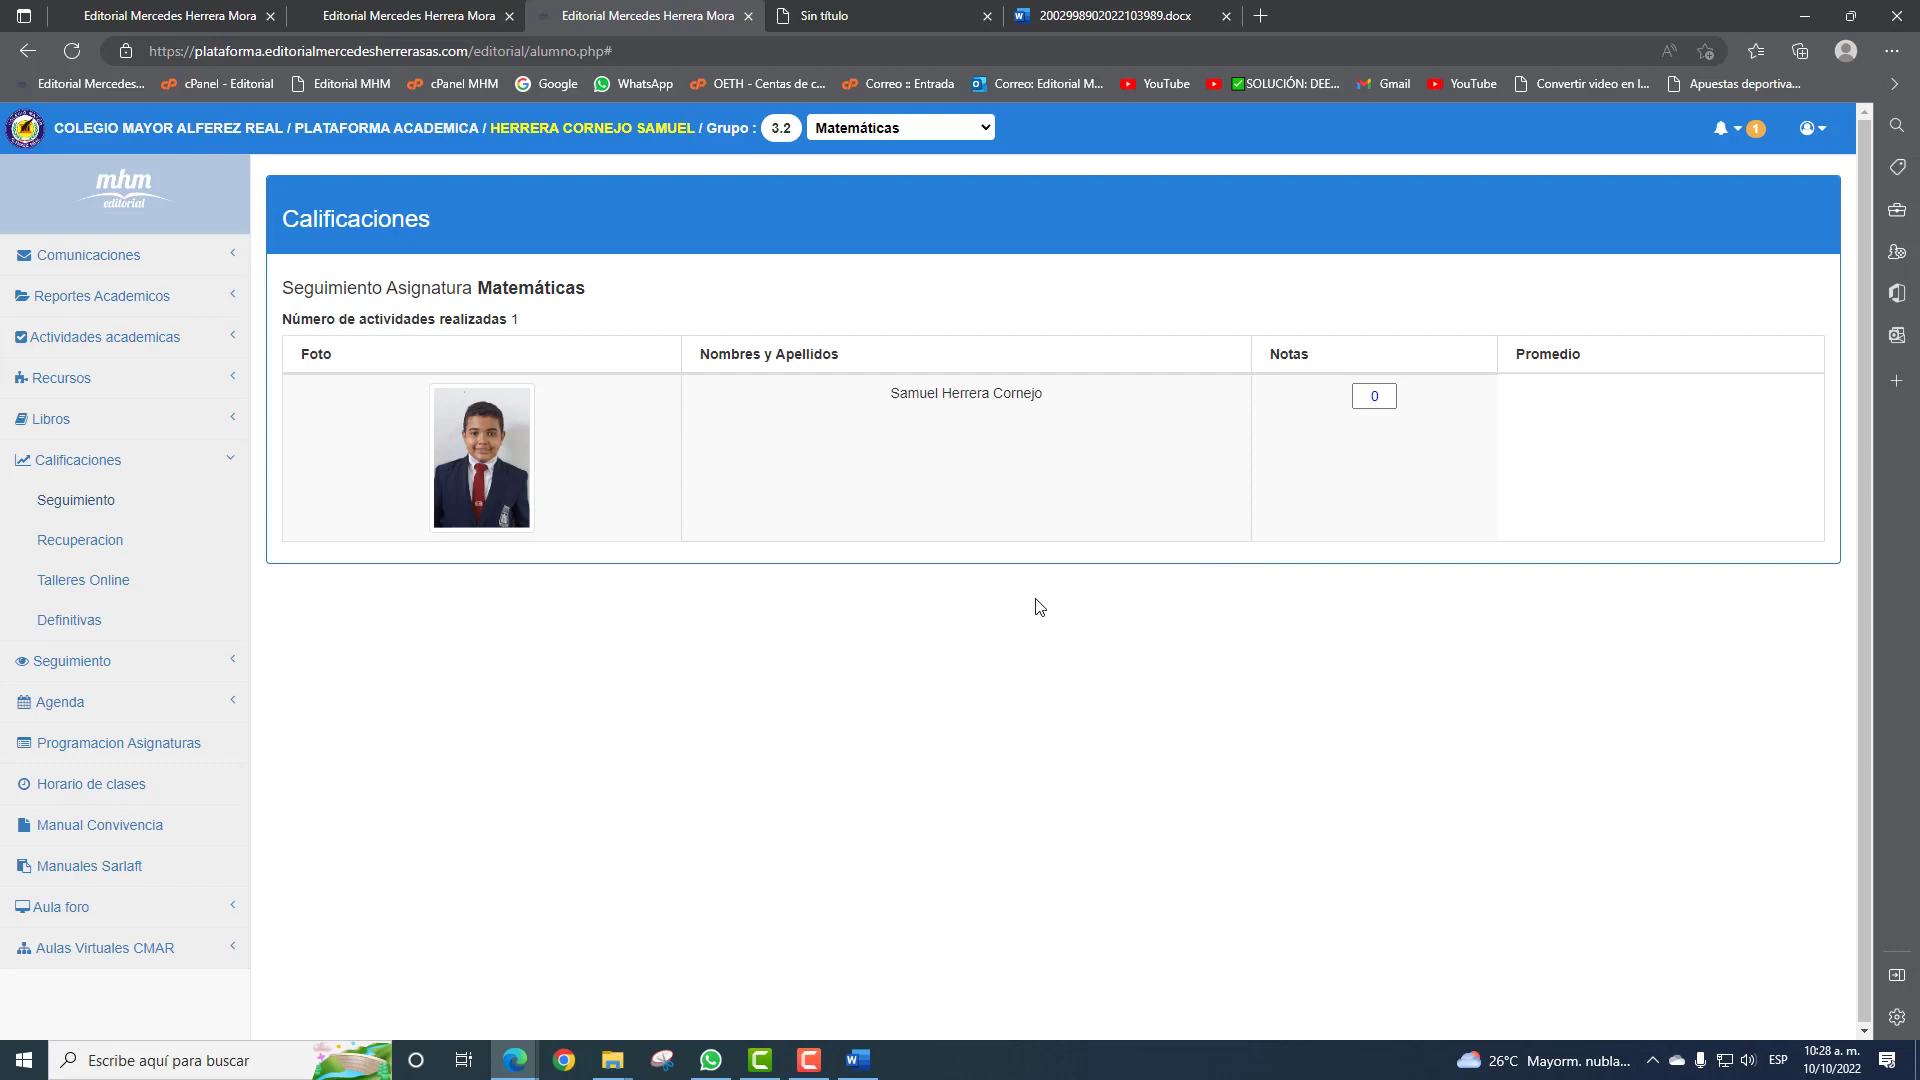 Editorial Mercedes Herrera Mora
Editorial Mercedes Herrera Mora
Editorial Mercedes Herrera Mora
Sin título
2002998902022103989.docx
https://plataforma.editorialmercedesherrerasas.com/editorial/alumno.php#
Editorial Mercedes...
cPanel - Editorial
Editorial MHM
cPanel MHM
Google
WhatsApp
OETH - Centas de c...
Correo :: Entrada
Correo: Editorial M...
YouTube
✅SOLUCIÓN: DEE...
Gmail
YouTube
Convertir video en l...
Apuestas deportiva...
COLEGIO MAYOR ALFEREZ REAL / PLATAFORMA ACADEMICA / HERRERA CORNEJO SAMUEL / Grupo : 3.2 Matemáticas
1
mhm
editorial
Comunicaciones
Reportes Academicos
Actividades academicas
Recursos
Libros
Calificaciones
Seguimiento
Recuperacion
Talleres Online
Definitivas
Seguimiento
Agenda
Programacion Asignaturas
Horario de clases
Manual Convivencia
Manuales Sarlaft
Aula foro
Aulas Virtuales CMAR
Calificaciones
Seguimiento Asignatura Matemáticas
Número de actividades realizadas 1
Foto
Nombres y Apellidos
Notas
Promedio
Samuel Herrera Cornejo
0
Escribe aquí para buscar
26°C Mayorm. nubla...
ESP
10:28 a. m.
10/10/2022